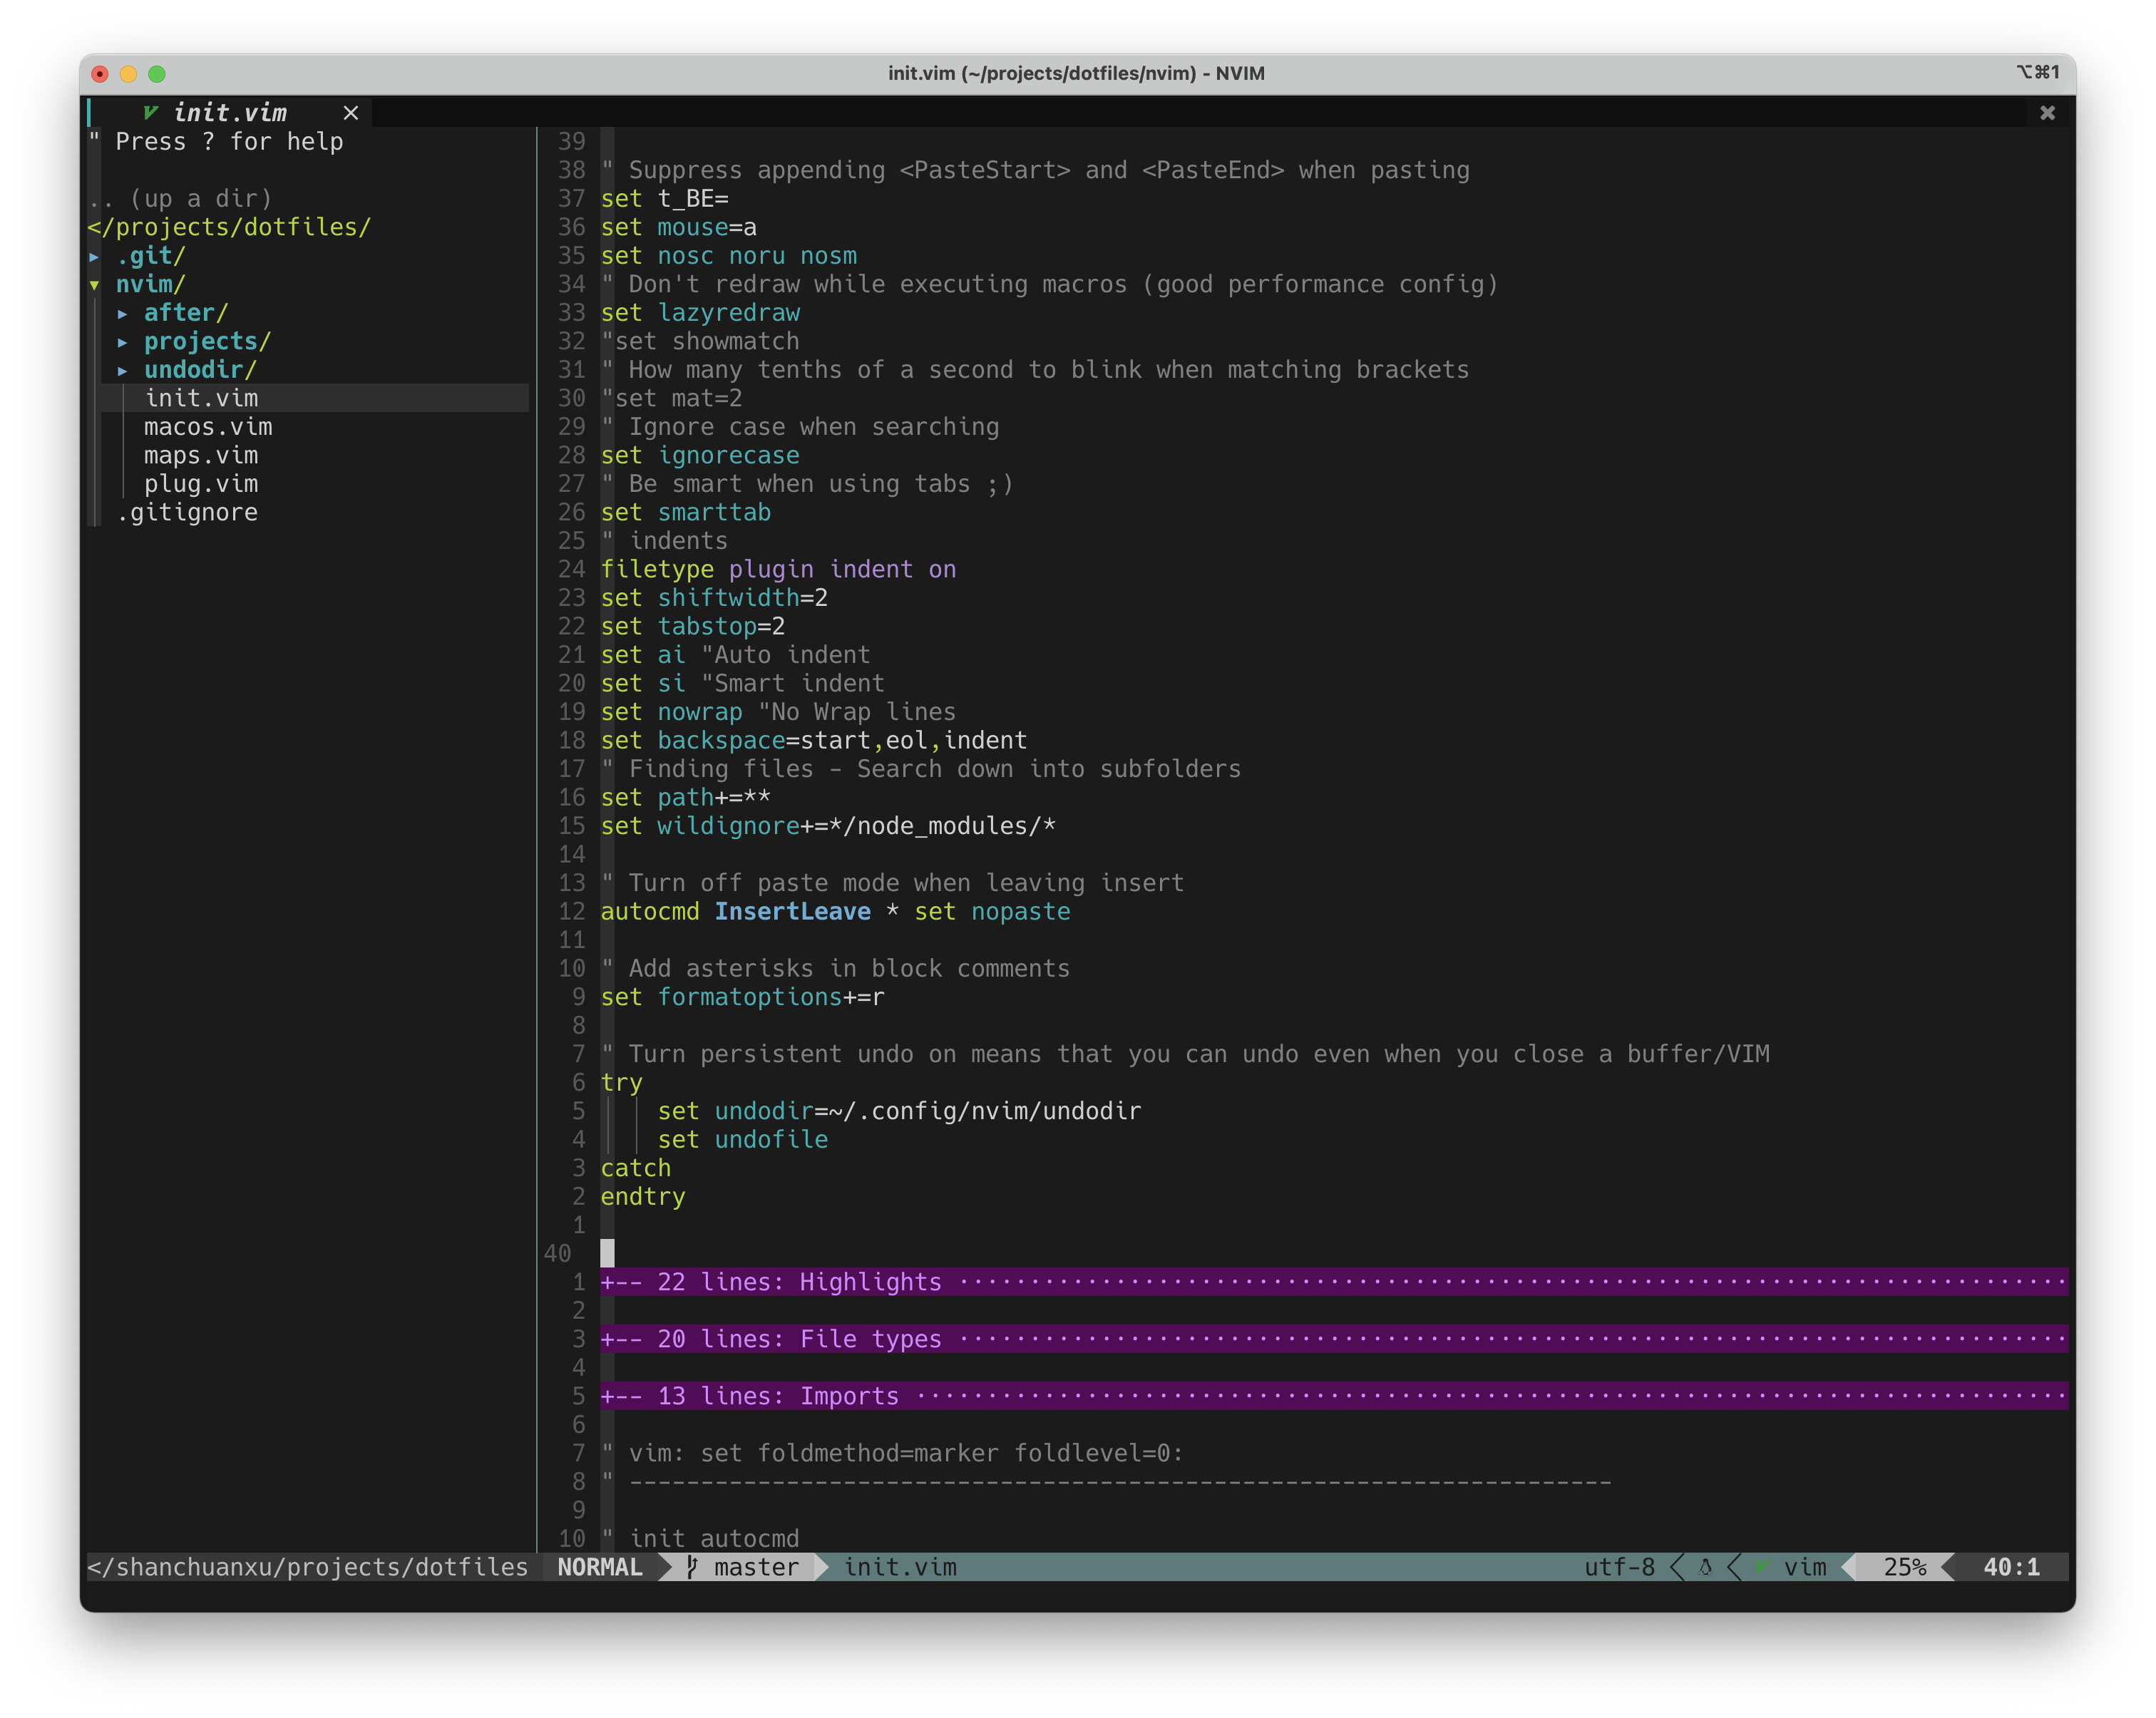 init.vim (~/projects/dotfiles/nvim) - NVIM
⌥⌘1
init.vim
" Press ? for help
.. (up a dir)
</projects/dotfiles/
▸ .git/
▾ nvim/
▸ after/
▸ projects/
▸ undodir/
init.vim
macos.vim
maps.vim
plug.vim
.gitignore
39
38 " Suppress appending <PasteStart> and <PasteEnd> when pasting
37 set t_BE=
36 set mouse=a
35 set nosc noru nosm
34 " Don't redraw while executing macros (good performance config)
33 set lazyredraw
32 "set showmatch
31 " How many tenths of a second to blink when matching brackets
30 "set mat=2
29 " Ignore case when searching
28 set ignorecase
27 " Be smart when using tabs ;)
26 set smarttab
25 " indents
24 filetype plugin indent on
23 set shiftwidth=2
22 set tabstop=2
21 set ai "Auto indent
20 set si "Smart indent
19 set nowrap "No Wrap lines
18 set backspace=start,eol,indent
17 " Finding files - Search down into subfolders
16 set path+=**
15 set wildignore+=*/node_modules/*
14
13 " Turn off paste mode when leaving insert
12 autocmd InsertLeave * set nopaste
11
10 " Add asterisks in block comments
9 set formatoptions+=r
8
7 " Turn persistent undo on means that you can undo even when you close a buffer/VIM
6 try
5 set undodir=~/.config/nvim/undodir
4 set undofile
3 catch
2 endtry
1
40
1 +-- 22 lines: Highlights ······························································
2
3 +-- 20 lines: File types ······························································
4
5 +-- 13 lines: Imports ·································································
6
7 " vim: set foldmethod=marker foldlevel=0:
8 " ---------------------------------------------------------------------
9
10 " init autocmd
</shanchuanxu/projects/dotfiles NORMAL master init.vim utf-8 vim 25% 40:1